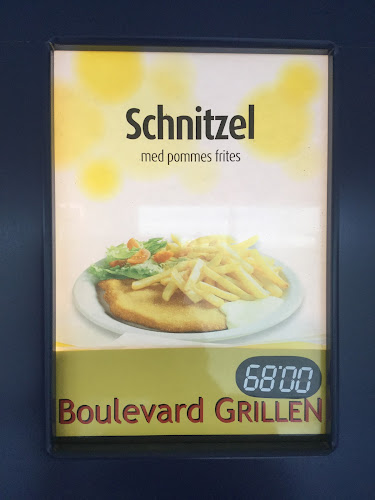 Schnitzel
med pommes frites
68:00
Boulevard GRILLEN